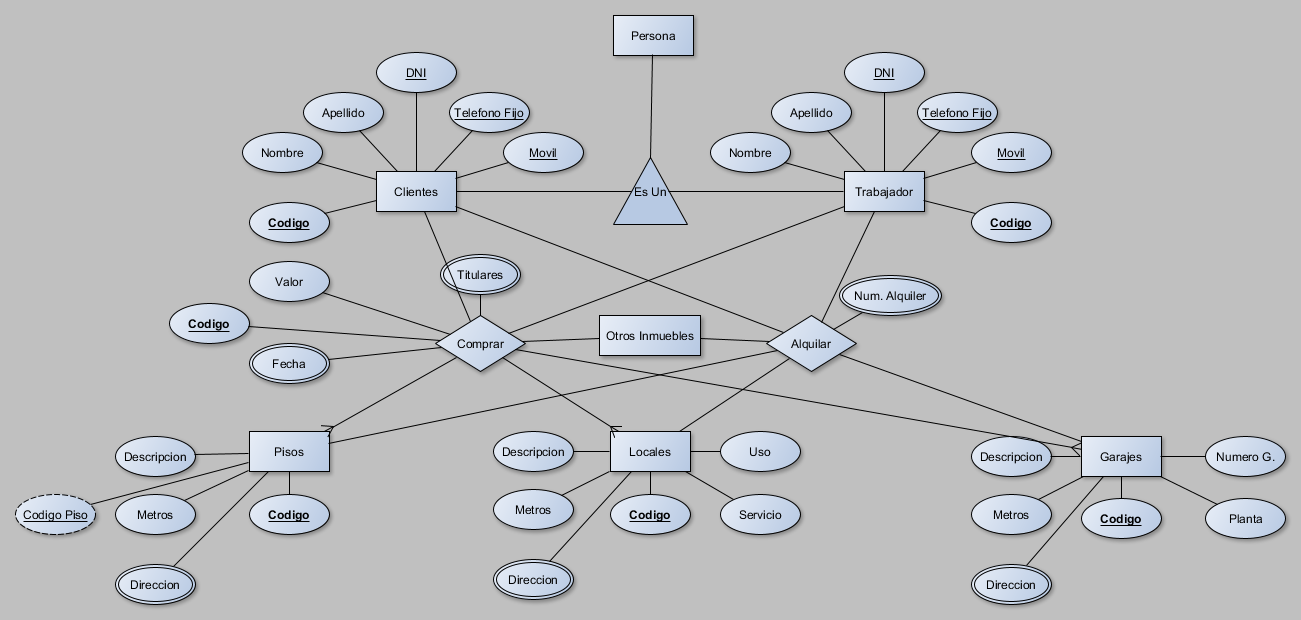 Persona
DNI
DNI
Apellido
Telefono Fijo
Apellido
Telefono Fijo
Nombre
Movil
Nombre
Movil
Clientes
Es Un
Trabajador
Codigo
Codigo
Valor
Titulares
Num. Alquiler
Codigo
Otros Inmuebles
Comprar
Alquilar
Fecha
Descripcion
Pisos
Descripcion
Locales
Uso
Descripcion
Garajes
Numero G.
Codigo Piso
Metros
Codigo
Metros
Codigo
Servicio
Metros
Codigo
Planta
Direccion
Direccion
Direccion